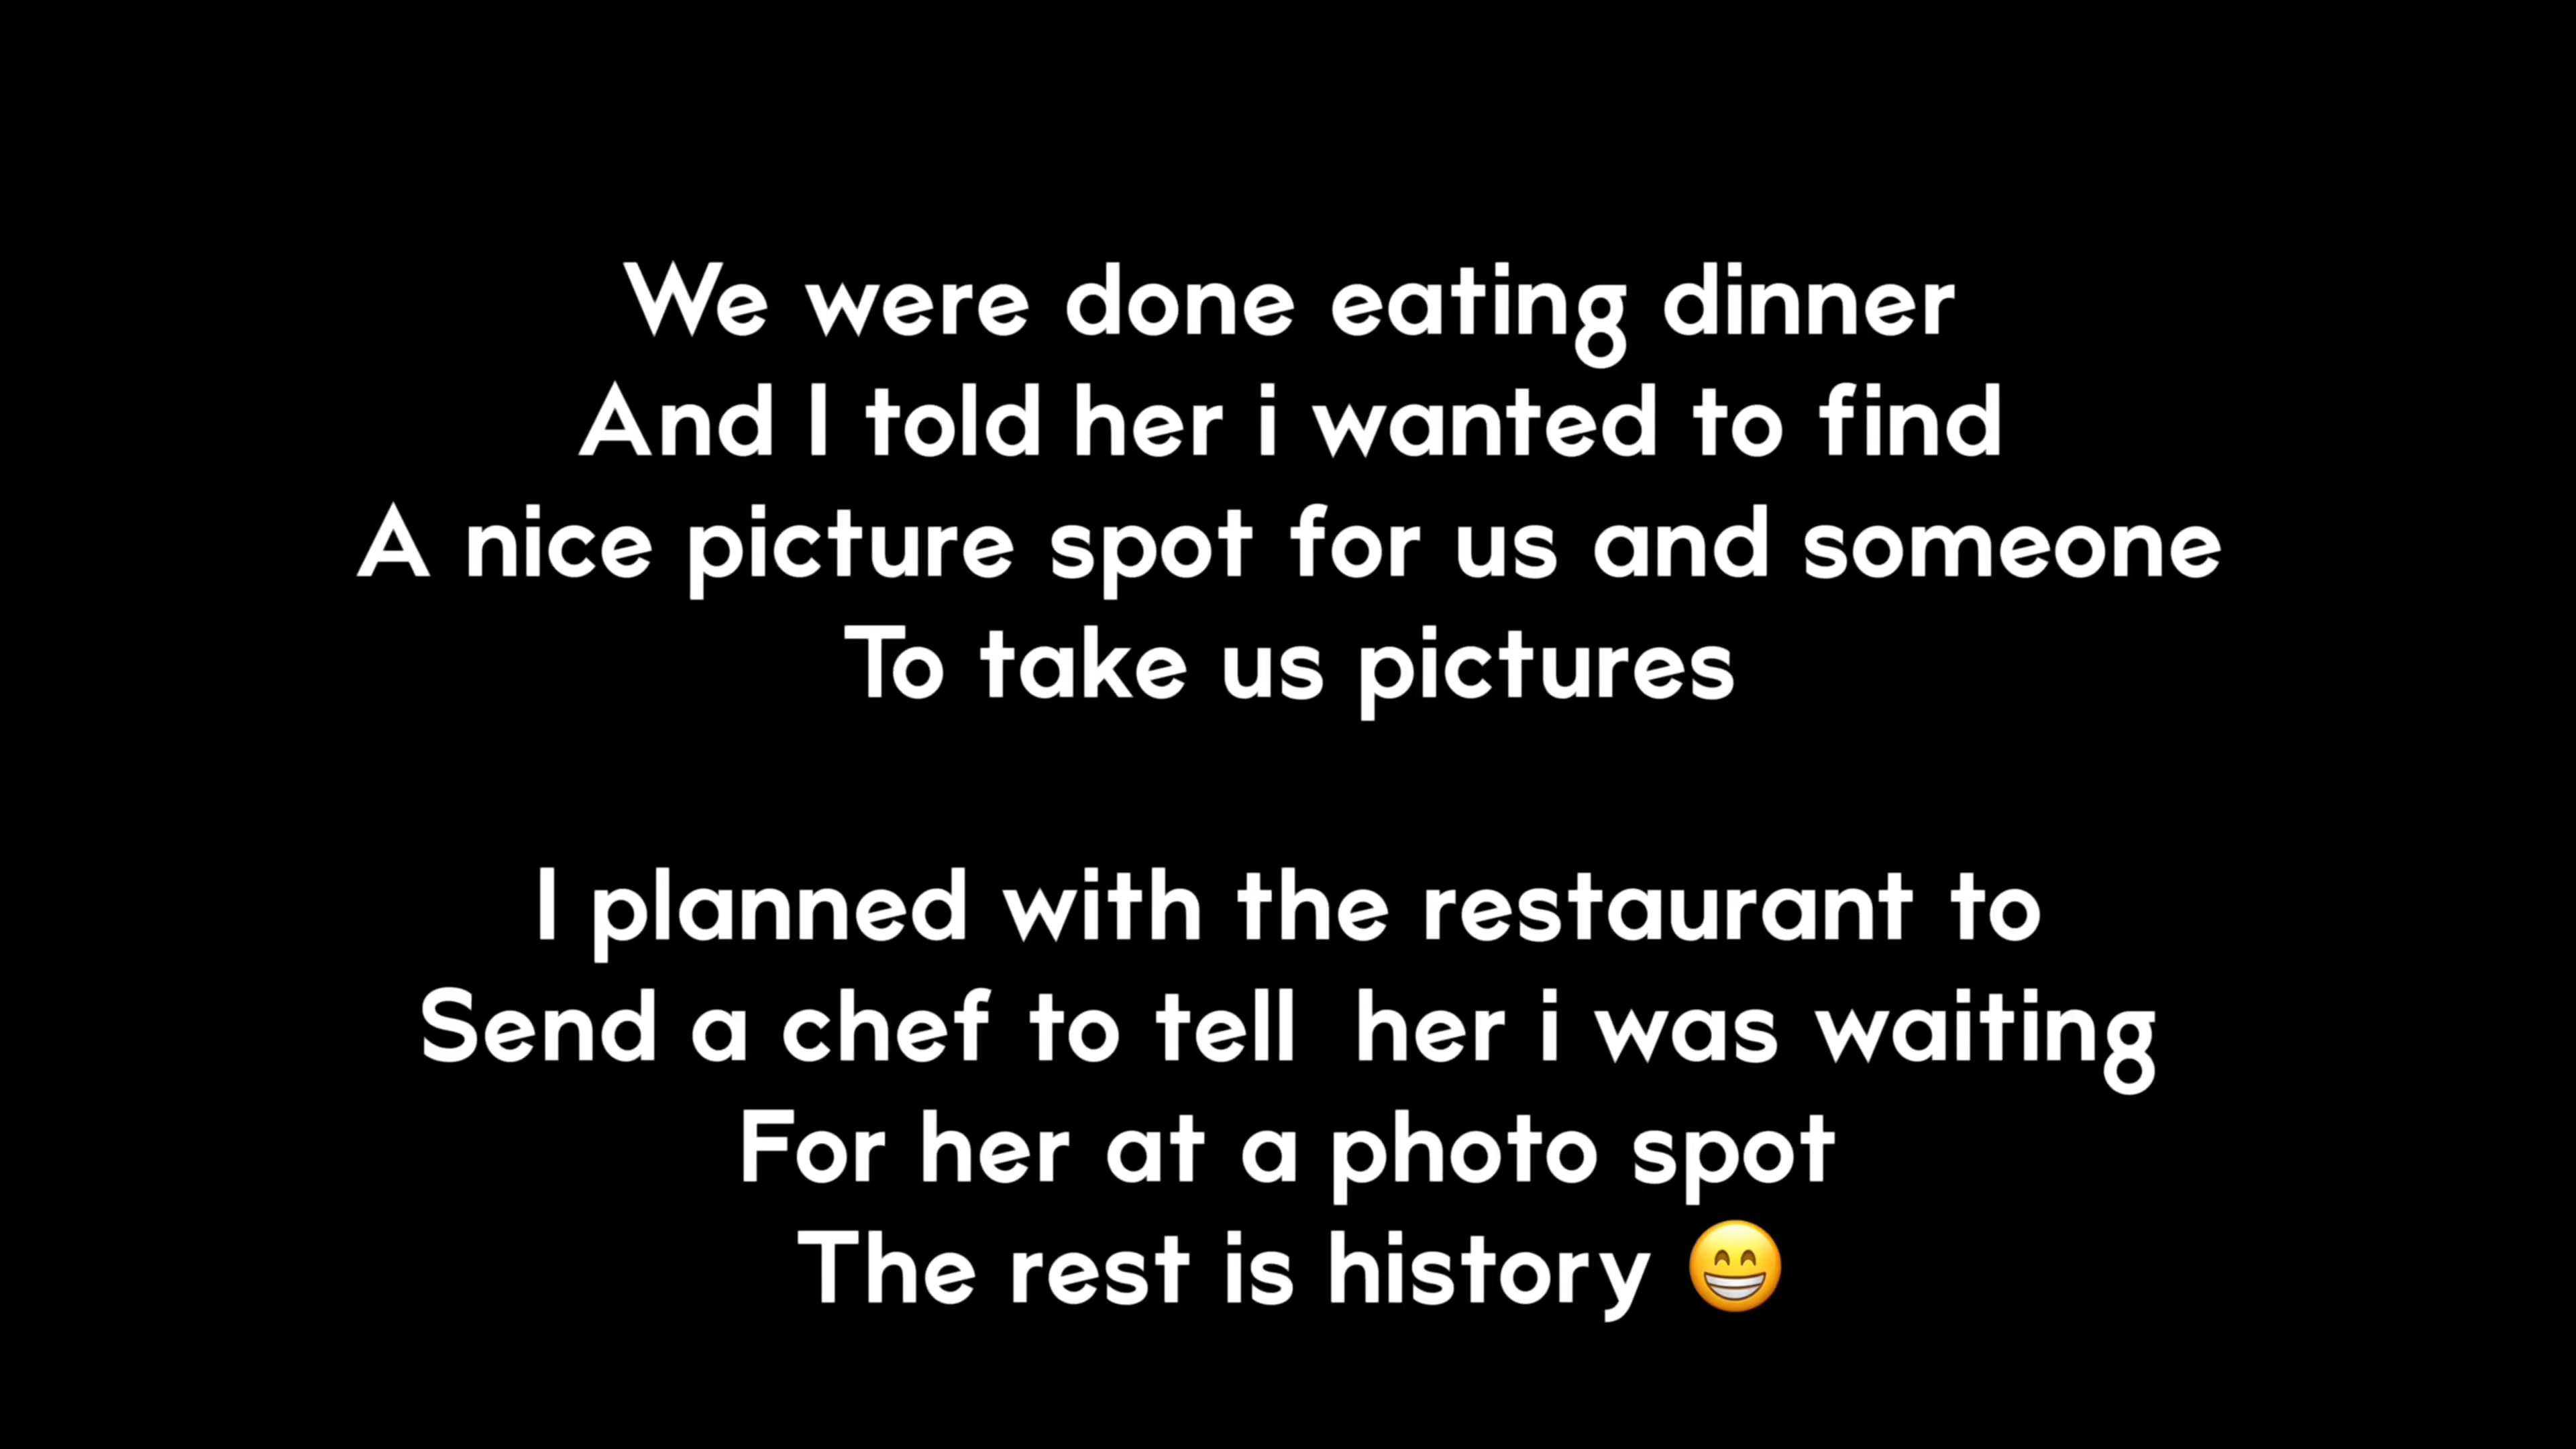 We were done eating dinner
And I told her i wanted to find
A nice picture spot for us and someone
To take us pictures
I planned with the restaurant to
Send a chef to tell  her i was waiting
For her at a photo spot
The rest is history 😁